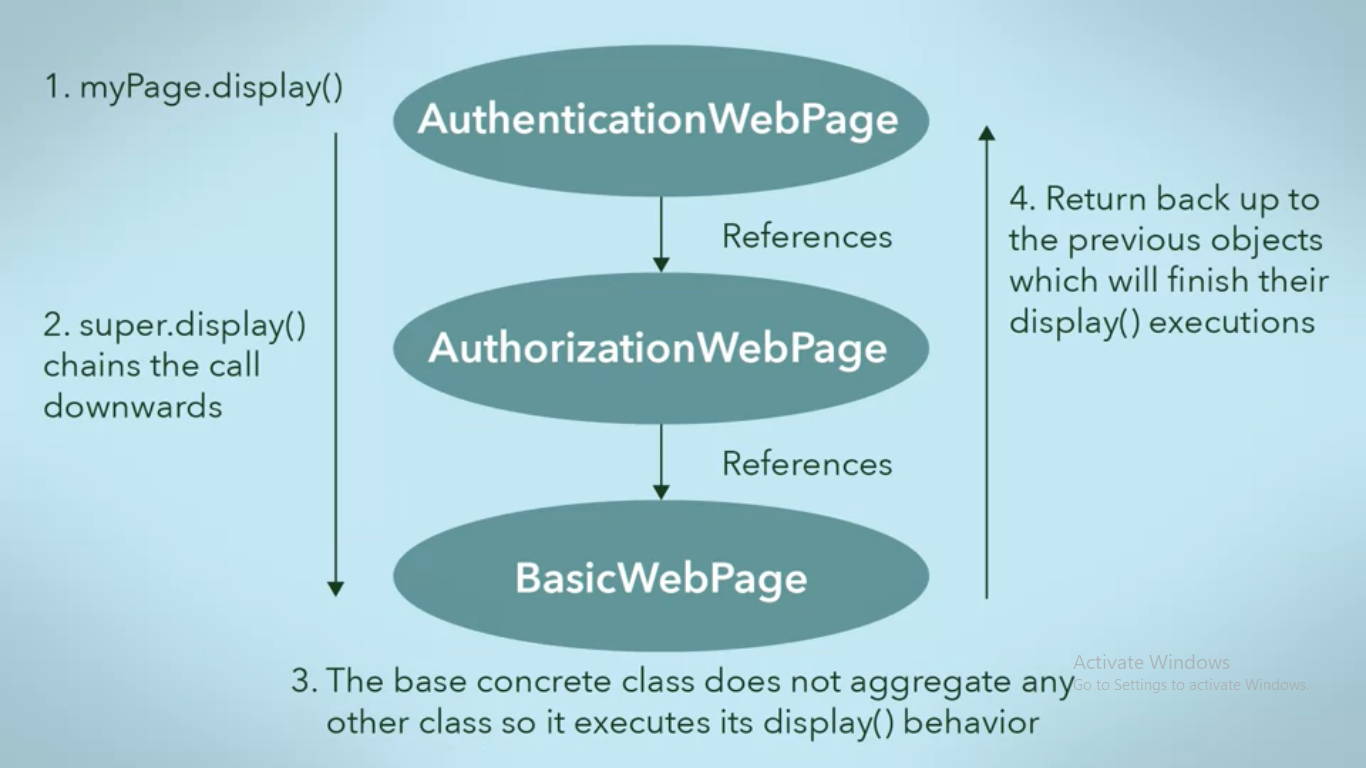 1. myPage.display()
AuthenticationWebPage
References
4. Return back up to
the previous objects
which will finish their
display() executions
2. super.display()
chains the call
downwards
AuthorizationWebPage
References
BasicWebPage
3. The base concrete class does not aggregate any
other class so it executes its display() behavior
Activate Windows
Go to Settings to activate Windows.